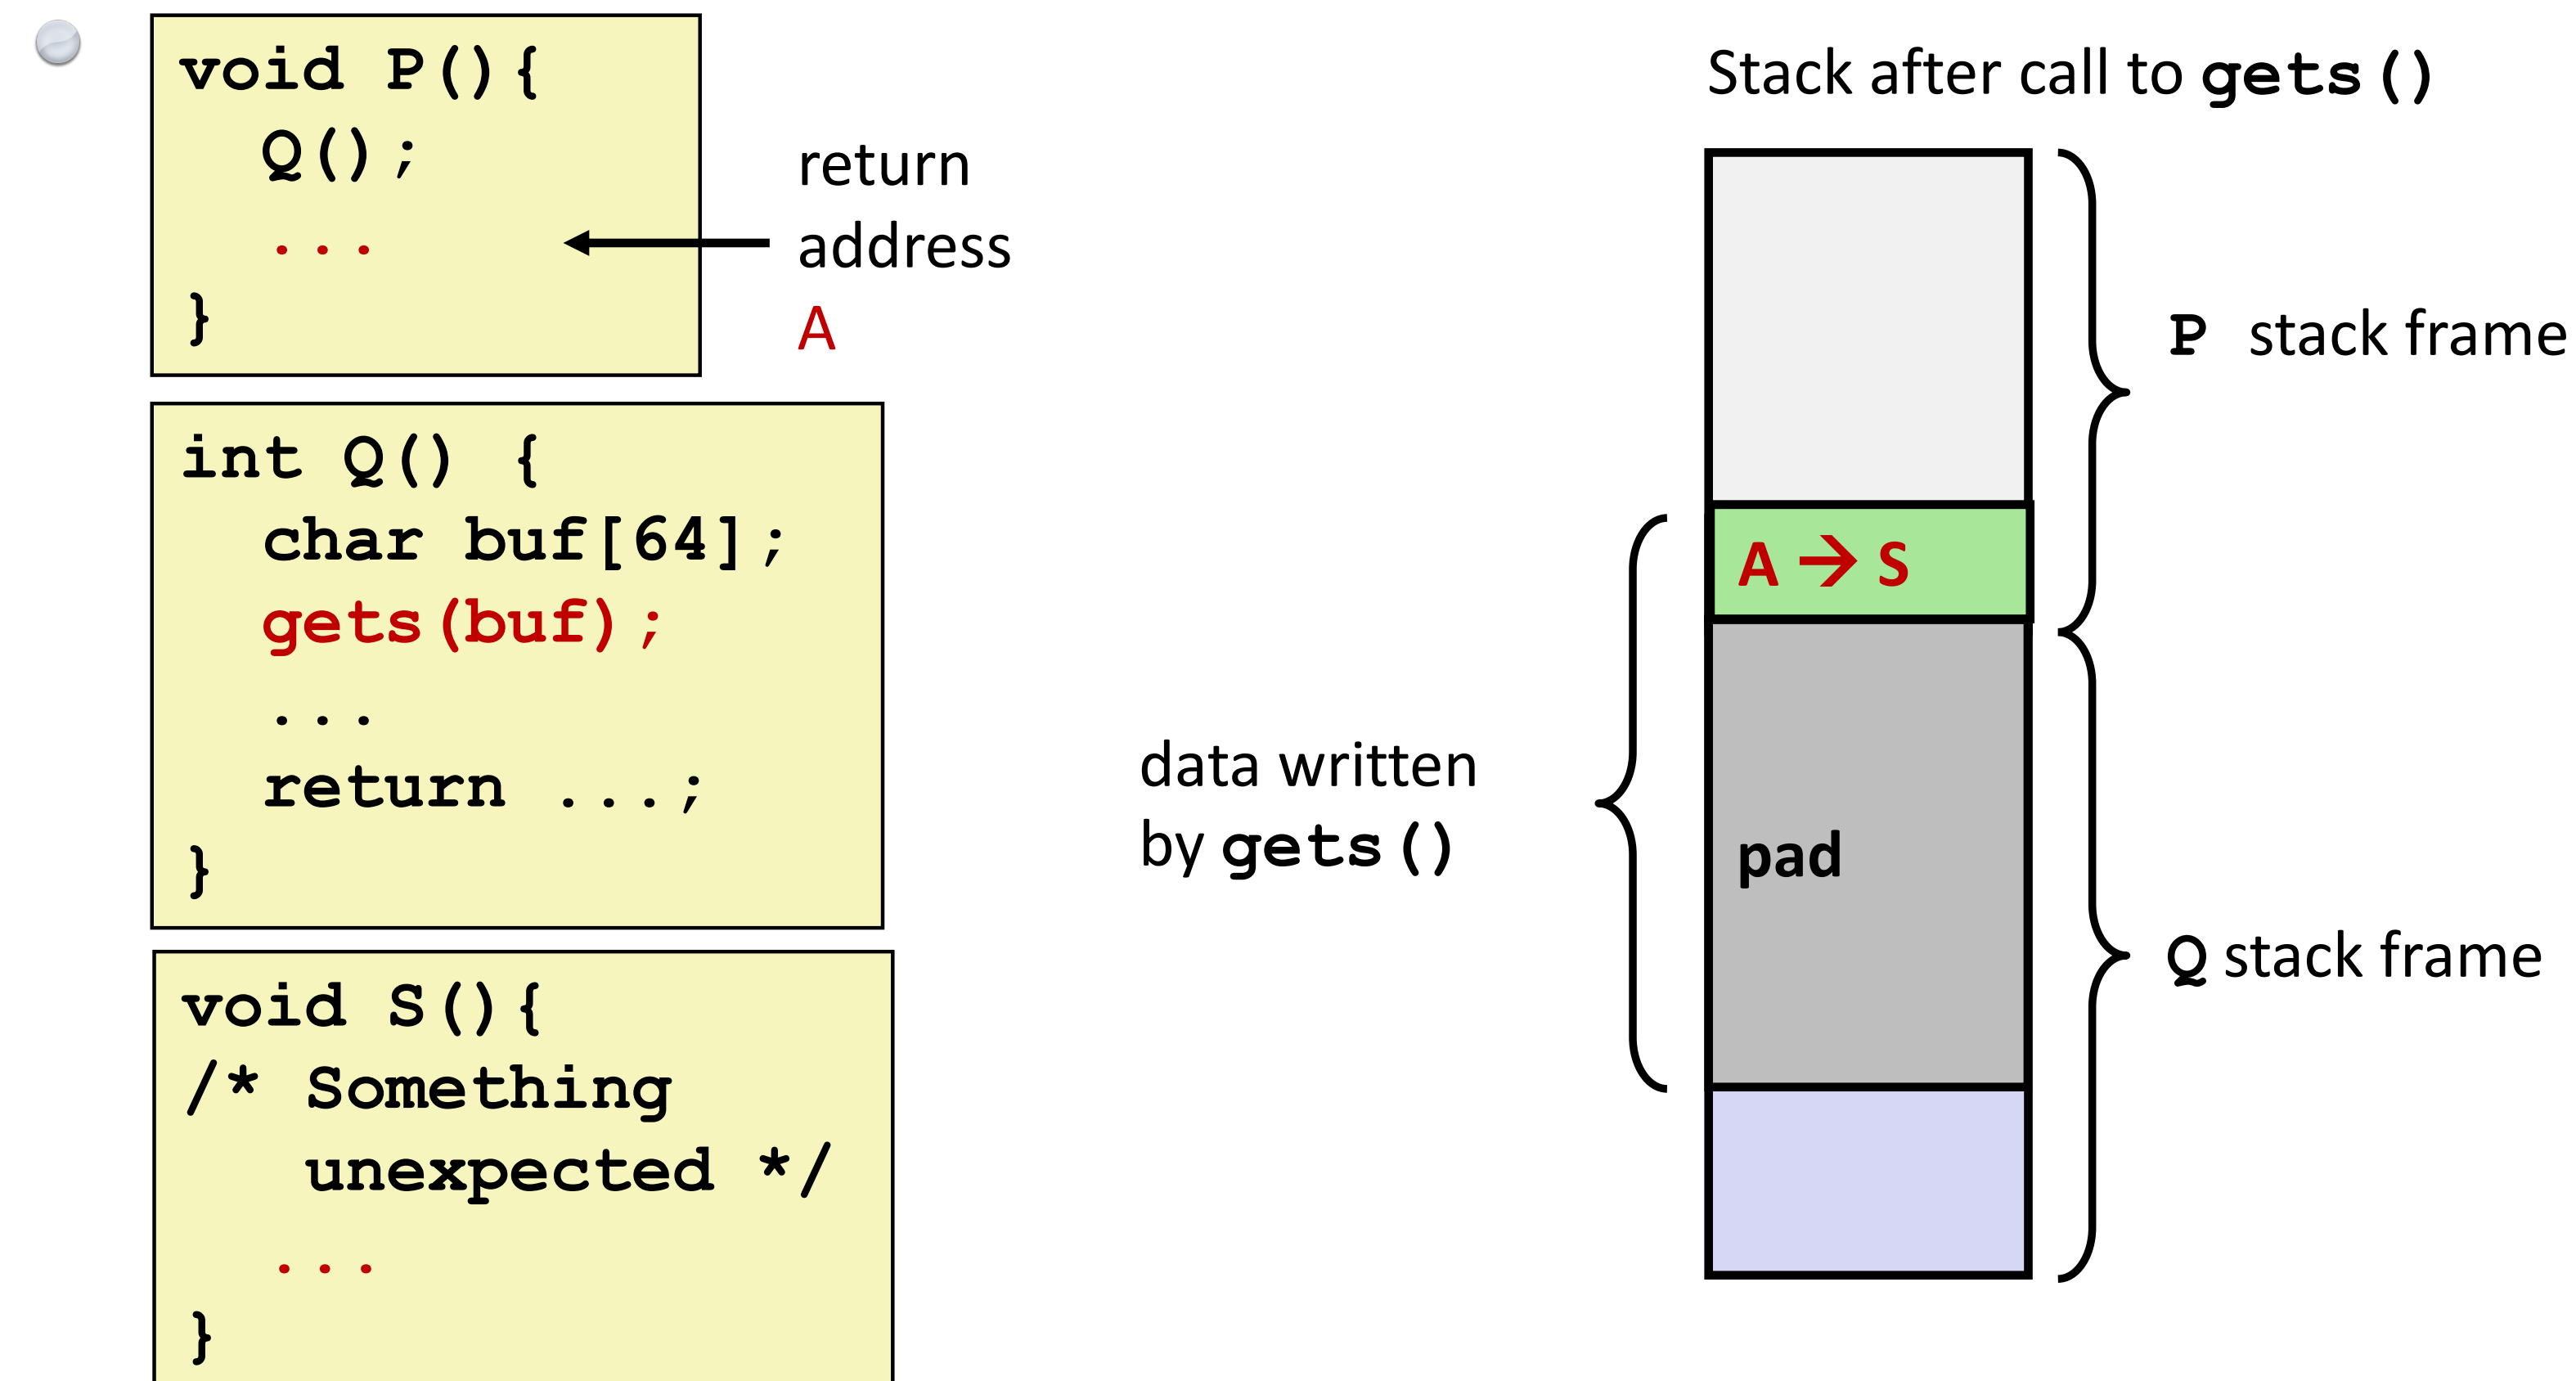 void P(){
  Q();
  ...
}
return
address
A
int Q() {
  char buf[64];
  gets(buf);
  ...
  return ...;
}
void S(){
/* Something
   unexpected */
  ...
}
Stack after call to gets()
A → S
pad
data written
by gets()
P stack frame
Q stack frame